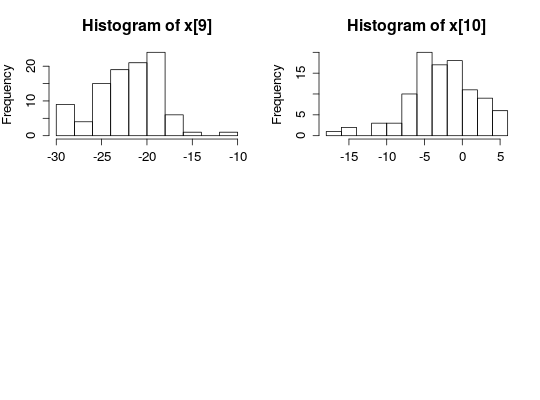 Histogram of x[9]
Frequency
0 10 20
-30 -25 -20 -15 -10
Histogram of x[10]
Frequency
0 5 15
-15 -10 -5 0 5